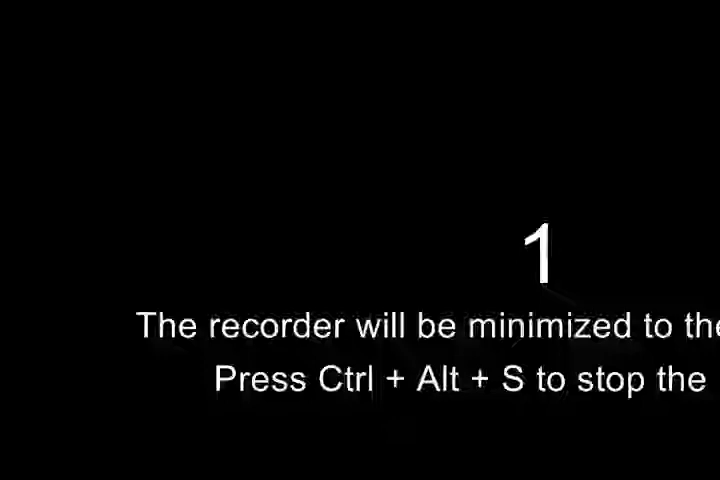 1
The recorder will be minimized to the
Press Ctrl + Alt + S to stop the